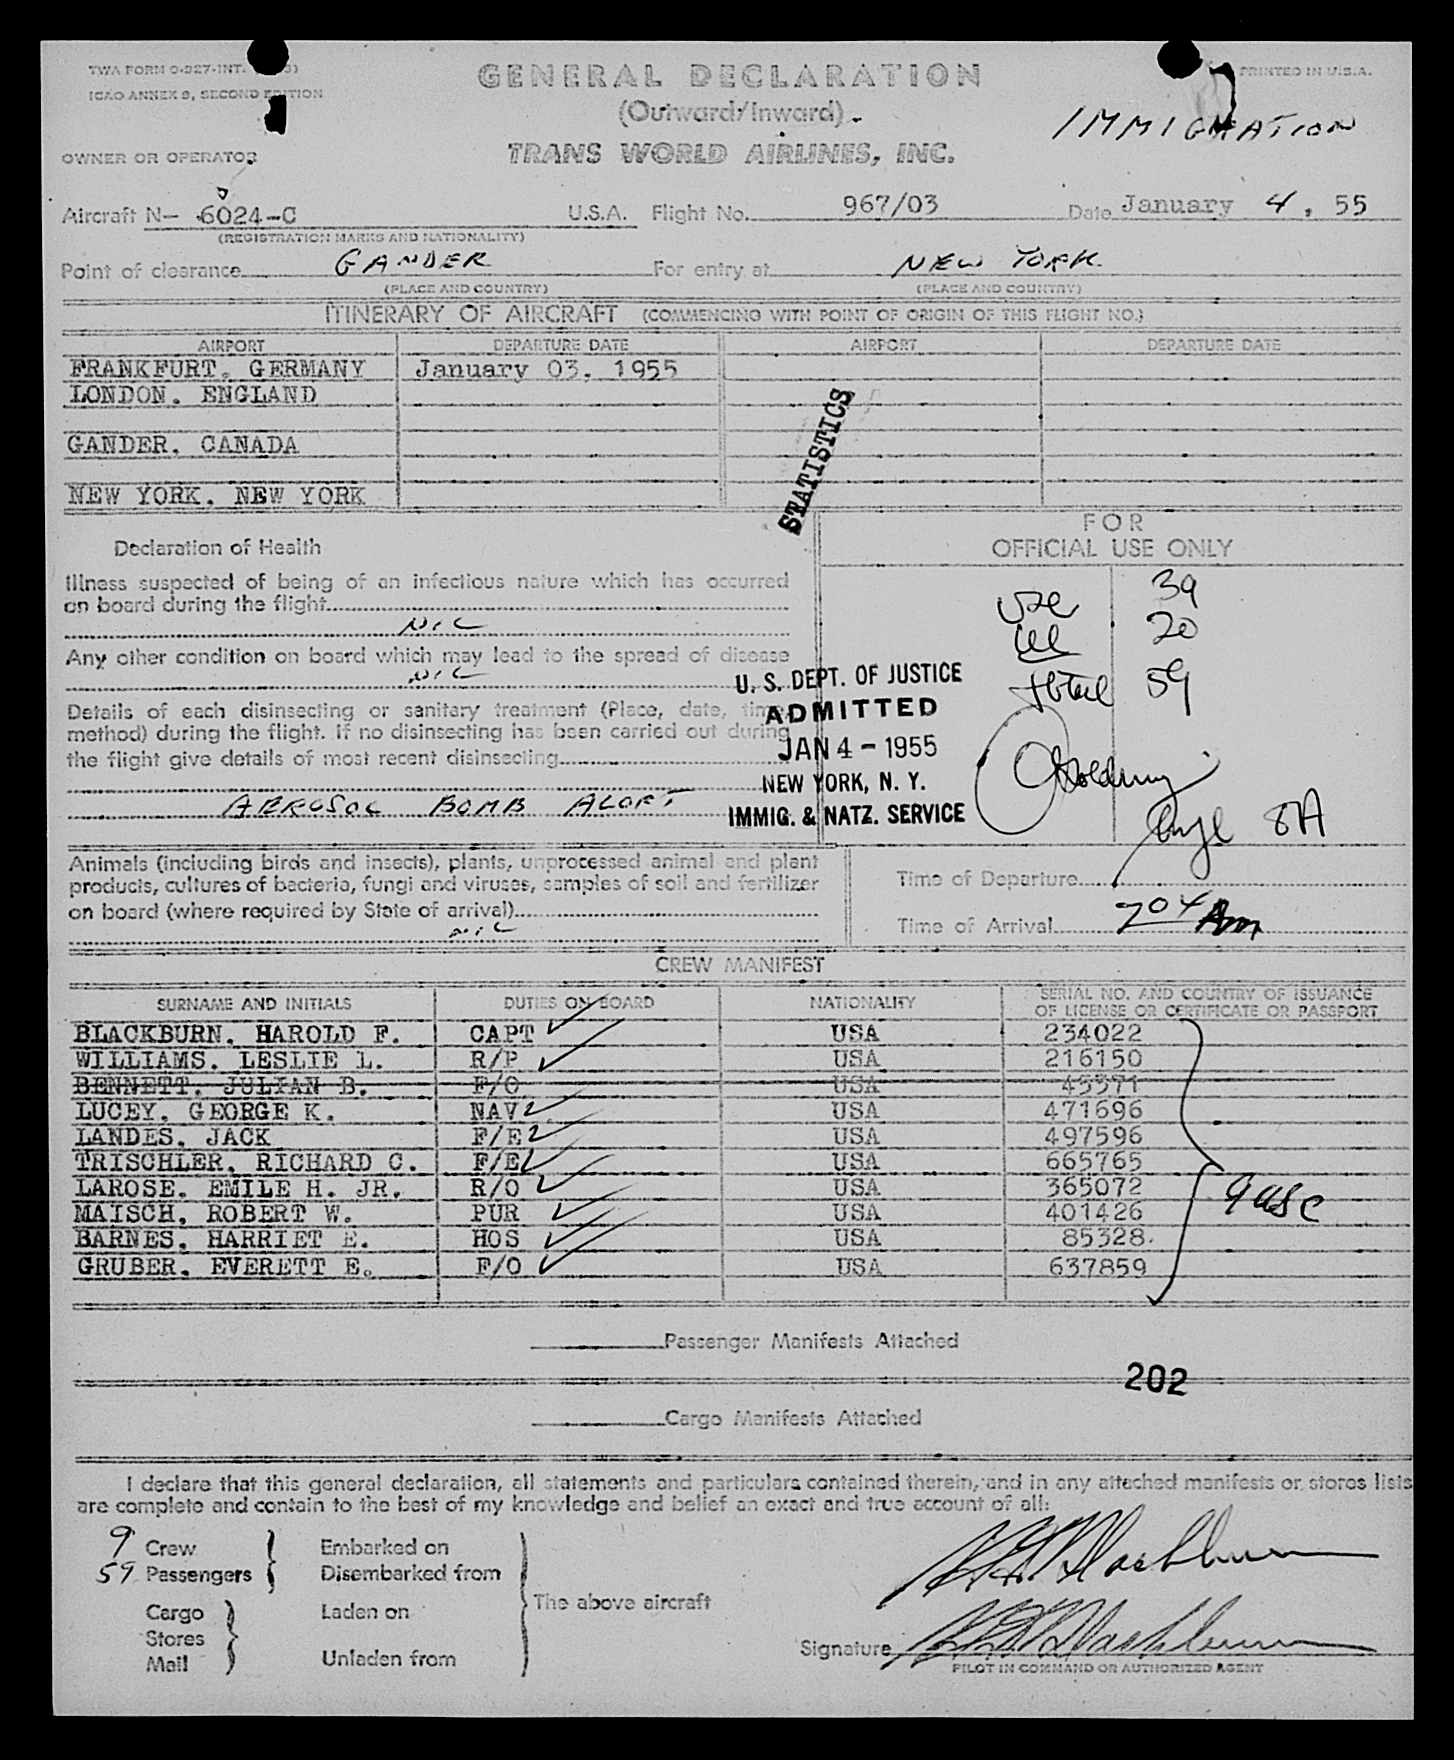 TWA FORM O-927-INT.
GENERAL DECLARATION
PRINTED IN U.S.A.
ICAO ANNEX 9, SECOND EDITION
(Outward/Inward)
IMMIGRATION
OWNER OR OPERATOR
TRANS WORLD AIRLINES, INC.
Aircraft N- 6024-C U.S.A. Flight No. 967/03 Date January 4, 55
(REGISTRATION MARKS AND NATIONALITY)
Point of clearance GANDER For entry at NEW YORK
(PLACE AND COUNTRY) (PLACE AND COUNTRY)
ITINERARY OF AIRCRAFT (COMMENCING WITH POINT OF ORIGIN OF THIS FLIGHT NO.)
AIRPORT DEPARTURE DATE AIRPORT DEPARTURE DATE
FRANKFURT, GERMANY January 03, 1955
LONDON, ENGLAND
GANDER, CANADA
NEW YORK, NEW YORK
STATISTICS
Declaration of Health
Illness suspected of being of an infectious nature which has occurred
on board during the flight
NIL
Any other condition on board which may lead to the spread of disease
NIL
Details of each disinsecting or sanitary treatment (Place, date, time,
method) during the flight. If no disinsecting has been carried out during
the flight give details of most recent disinsecting
AEROSOL BOMB ALOFT
FOR
OFFICIAL USE ONLY
USC 39
20
total 59
U. S. DEPT. OF JUSTICE
ADMITTED
JAN 4 - 1955
NEW YORK, N. Y.
IMMIG. & NATZ. SERVICE
8A
Animals (including birds and insects), plants, unprocessed animal and plant
products, cultures of bacteria, fungi and viruses, samples of soil and fertilizer
on board (where required by State of arrival)
NIL
Time of Departure
Time of Arrival 704 Am
CREW MANIFEST
SURNAME AND INITIALS DUTIES ON BOARD NATIONALITY SERIAL NO. AND COUNTRY OF ISSUANCE
OF LICENSE OR CERTIFICATE OR PASSPORT
BLACKBURN, HAROLD F. CAPT USA 234022
WILLIAMS, LESLIE L. R/P USA 216150
BENNETT, JULIAN B. F/O USA 45571
LUCEY, GEORGE K. NAV USA 471696
LANDES, JACK F/E USA 497596
TRISCHLER, RICHARD C. F/E USA 665765
LAROSE, EMILE H. JR. R/O USA 365072
MAISCH, ROBERT W. PUR USA 401426
BARNES, HARRIET E. HOS USA 85328
GRUBER, EVERETT E. F/O USA 637859
9 USC
Passenger Manifests Attached
202
Cargo Manifests Attached
I declare that this general declaration, all statements and particulars contained therein, and in any attached manifests or stores lists
are complete and contain to the best of my knowledge and belief an exact and true account of all:
9 Crew Embarked on
59 Passengers Disembarked from
The above aircraft
Cargo Laden on
Stores
Mail Unladen from
Signature
PILOT IN COMMAND OR AUTHORIZED AGENT